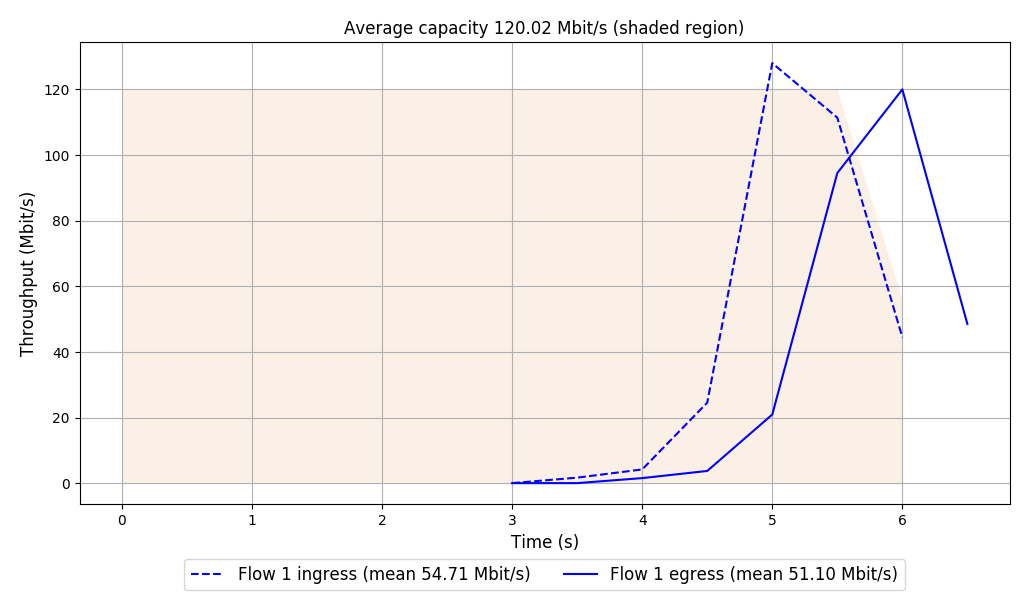 Average capacity 120.02 Mbit/s (shaded region)
Throughput (Mbit/s)
120
100
80
60
40
20
0
0 1 2 3 4 5 6
Time (s)
Flow 1 ingress (mean 54.71 Mbit/s) Flow 1 egress (mean 51.10 Mbit/s)